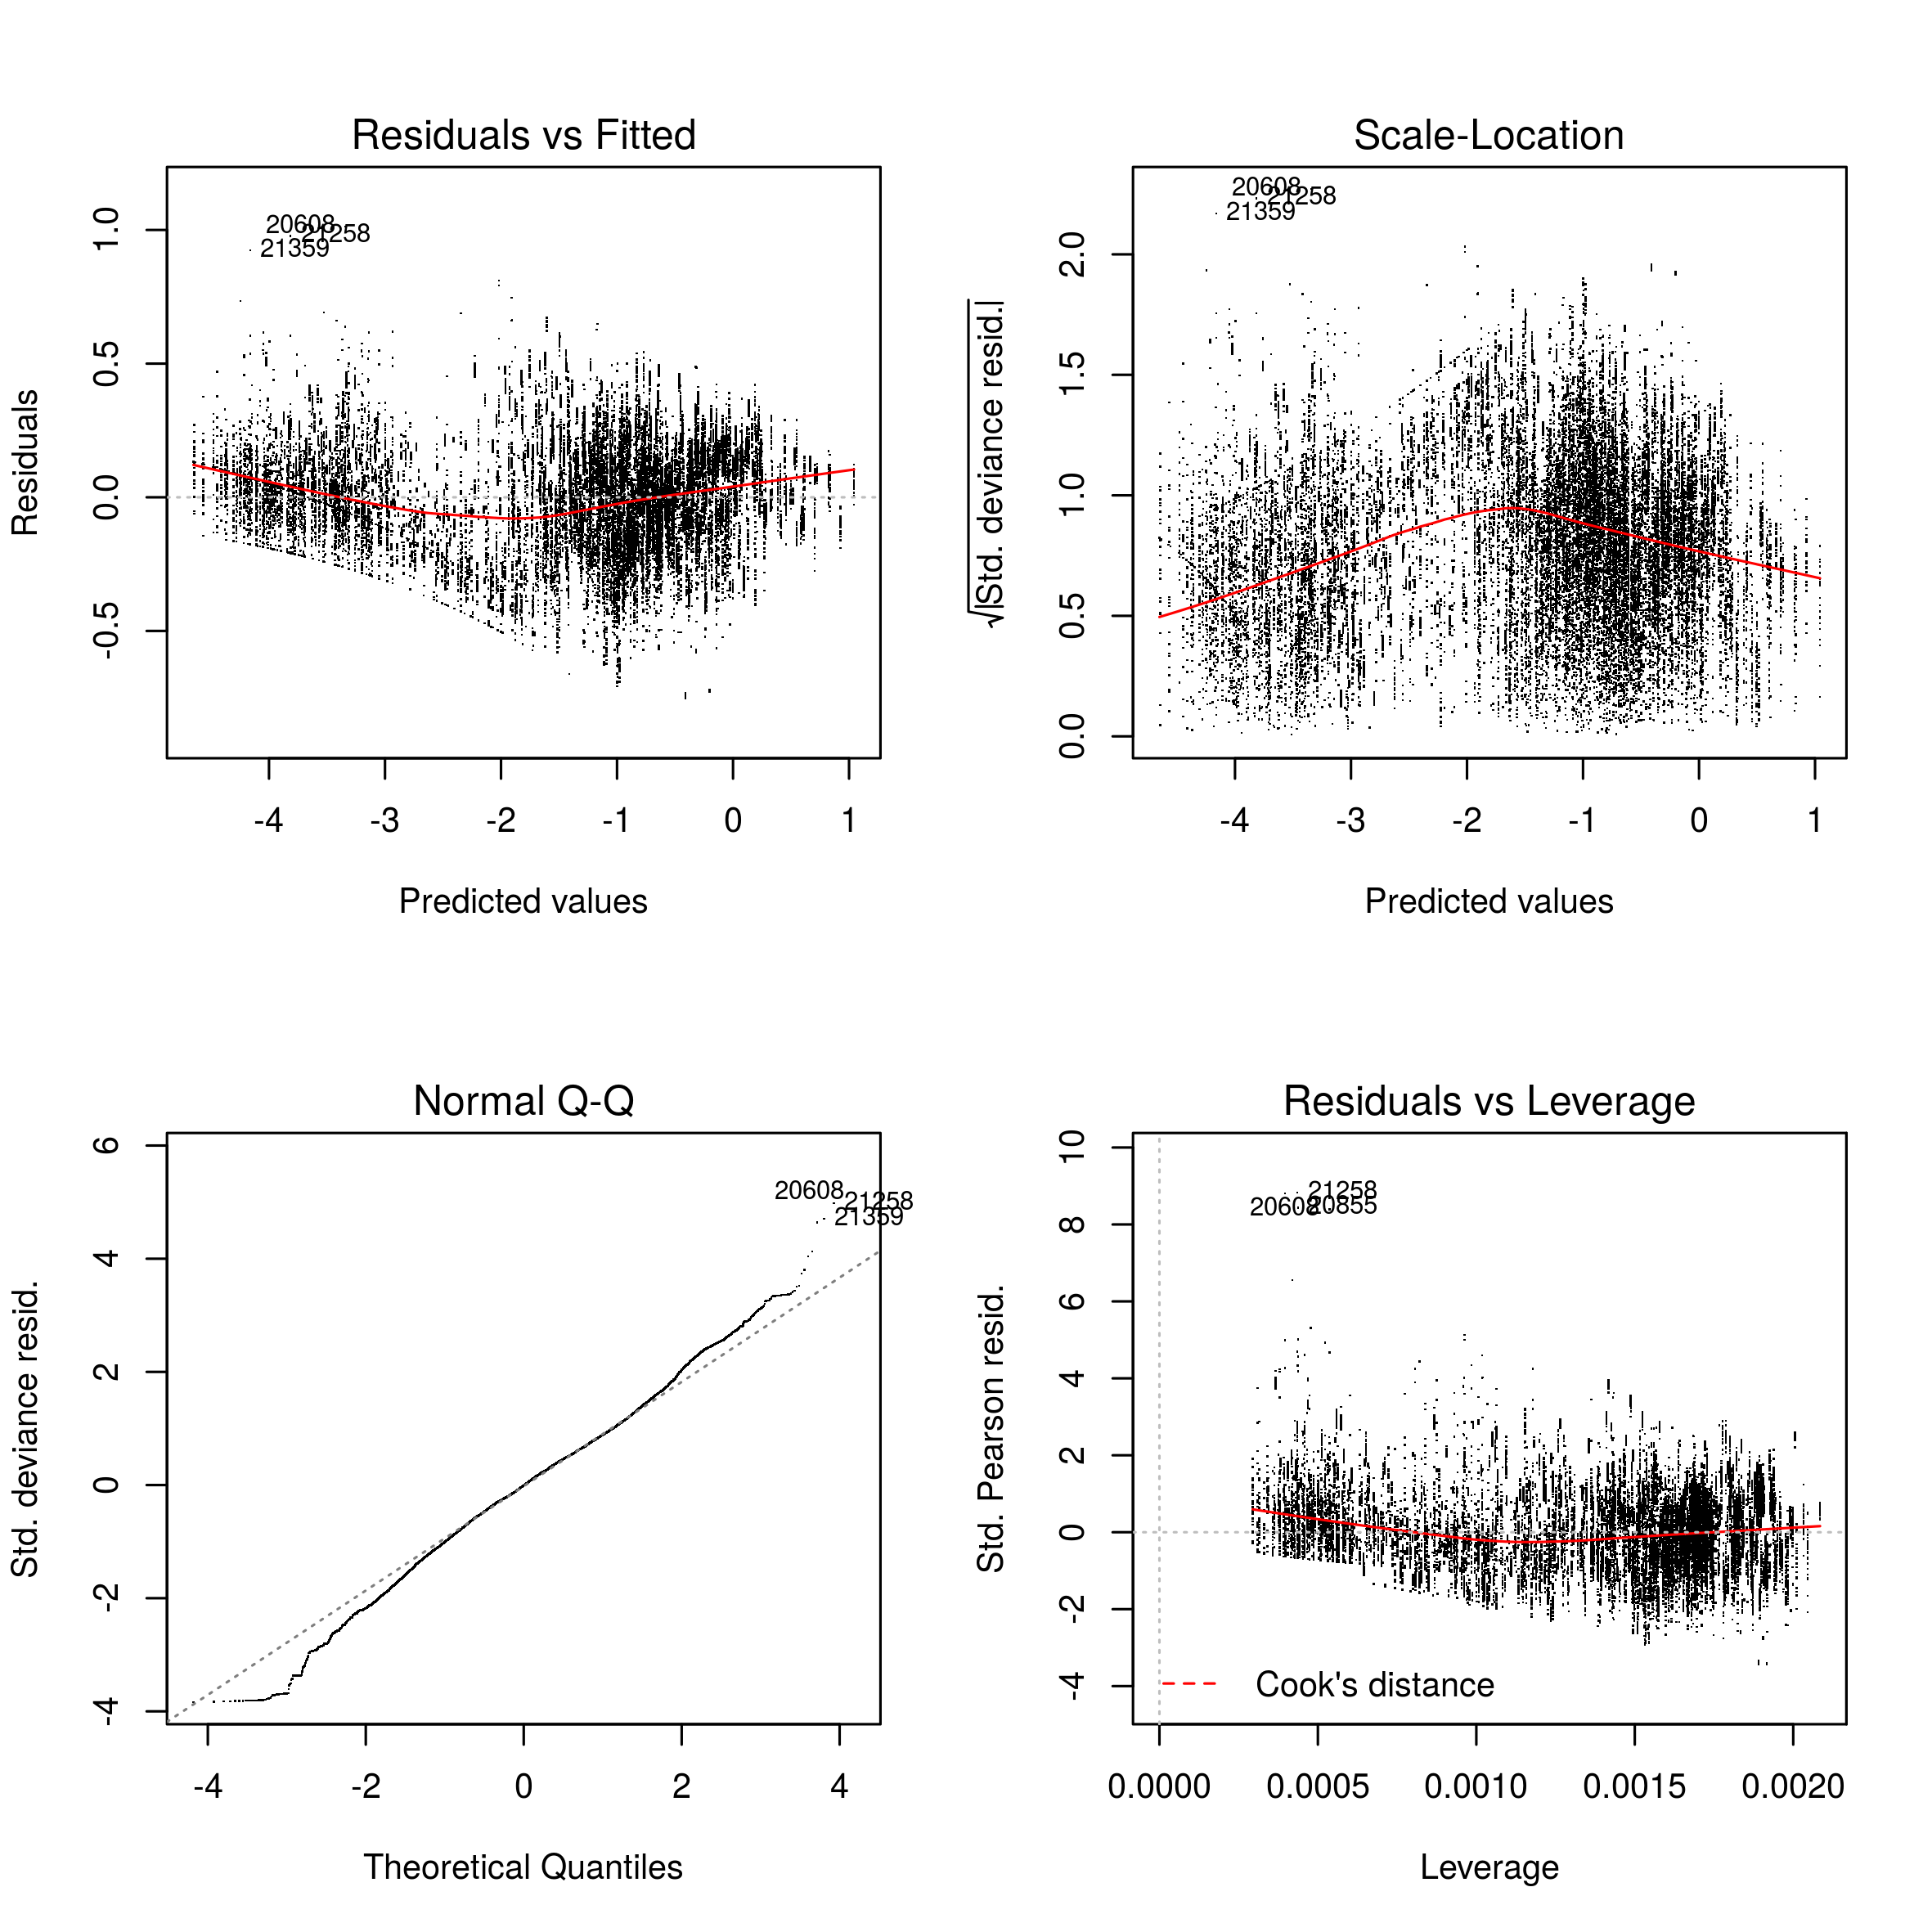 Residuals vs Fitted
Residuals
1.0
0.5
0.0
-0.5
20608
21258
21359
-4 -3 -2 -1 0 1
Predicted values
Scale-Location
√|Std. deviance resid.|
2.0
1.5
1.0
0.5
0.0
20608
21258
21359
-4 -3 -2 -1 0 1
Predicted values
Normal Q-Q
Std. deviance resid.
6
4
2
0
-2
-4
20608
21258
21359
-4 -2 0 2 4
Theoretical Quantiles
Residuals vs Leverage
Std. Pearson resid.
10
8
6
4
2
0
-2
-4
21258
20608
20855
Cook's distance
0.0000 0.0005 0.0010 0.0015 0.0020
Leverage